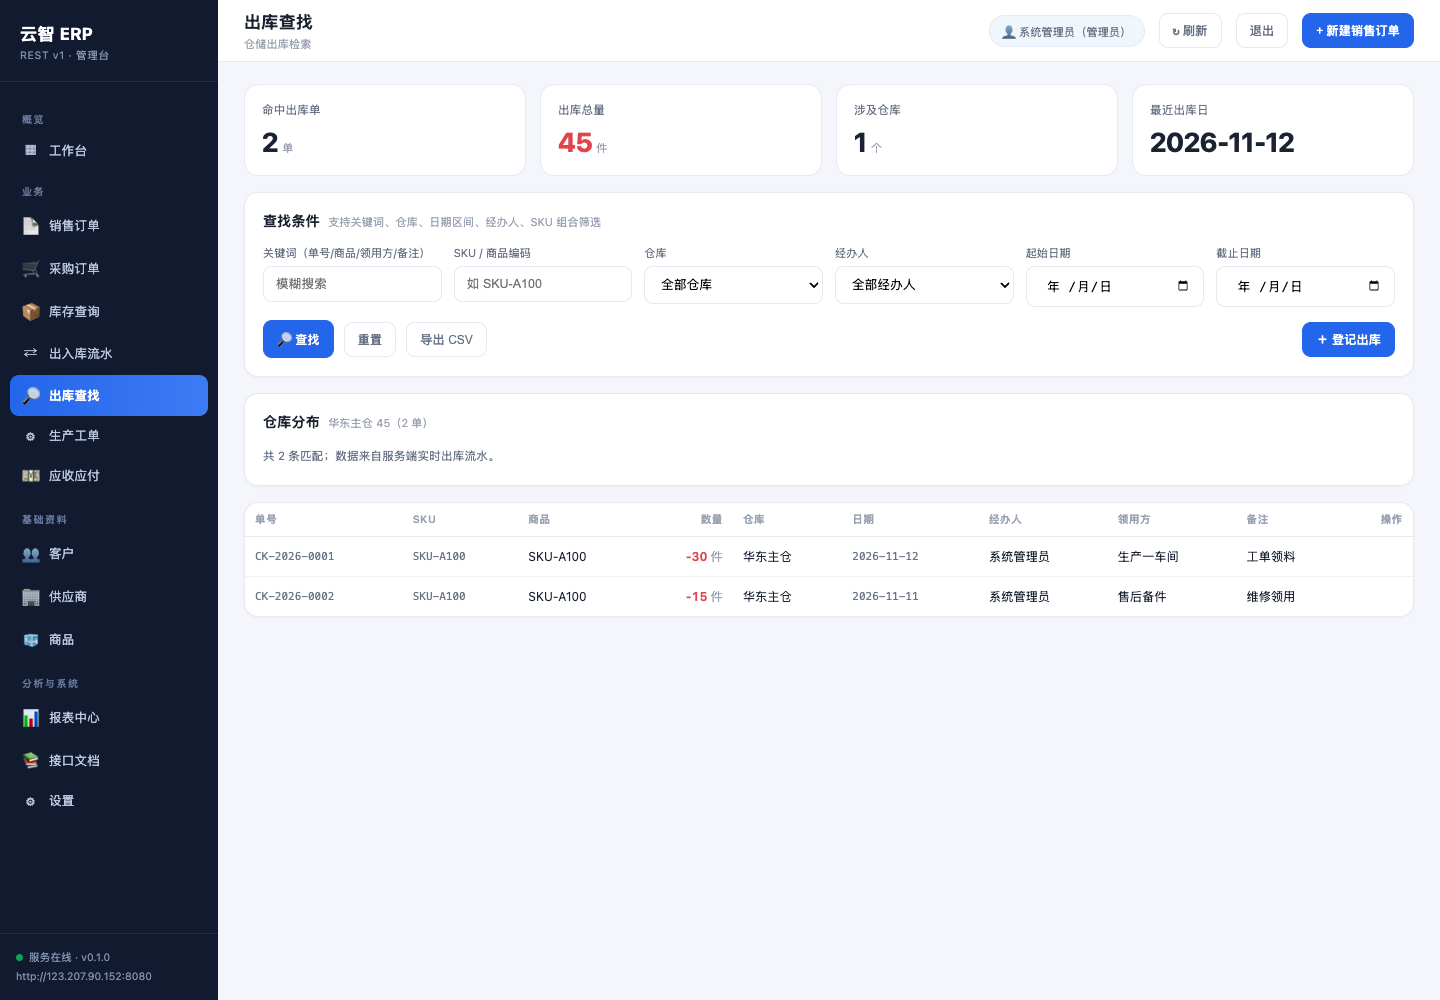 云智 ERP
REST v1 · 管理台
概览
工作台
业务
销售订单
采购订单
库存查询
出入库流水
出库查找
生产工单
应收应付
基础资料
客户
供应商
商品
分析与系统
报表中心
接口文档
设置
服务在线 · v0.1.0
http://123.207.90.152:8080
出库查找
仓储出库检索
系统管理员（管理员）
↻ 刷新
退出
+ 新建销售订单
命中出库单
2 单
出库总量
45 件
涉及仓库
1 个
最近出库日
2026-11-12
查找条件 支持关键词、仓库、日期区间、经办人、SKU 组合筛选
关键词（单号/商品/领用方/备注） SKU / 商品编码 仓库 经办人 起始日期 截止日期
模糊搜索 如 SKU-A100 全部仓库 全部经办人 年 /月/日 年 /月/日
查找 重置 导出 CSV + 登记出库
仓库分布 华东主仓 45（2 单）
共 2 条匹配；数据来自服务端实时出库流水。
单号 SKU 商品 数量 仓库 日期 经办人 领用方 备注 操作
CK-2026-0001 SKU-A100 SKU-A100 -30 件 华东主仓 2026-11-12 系统管理员 生产一车间 工单领料
CK-2026-0002 SKU-A100 SKU-A100 -15 件 华东主仓 2026-11-11 系统管理员 售后备件 维修领用